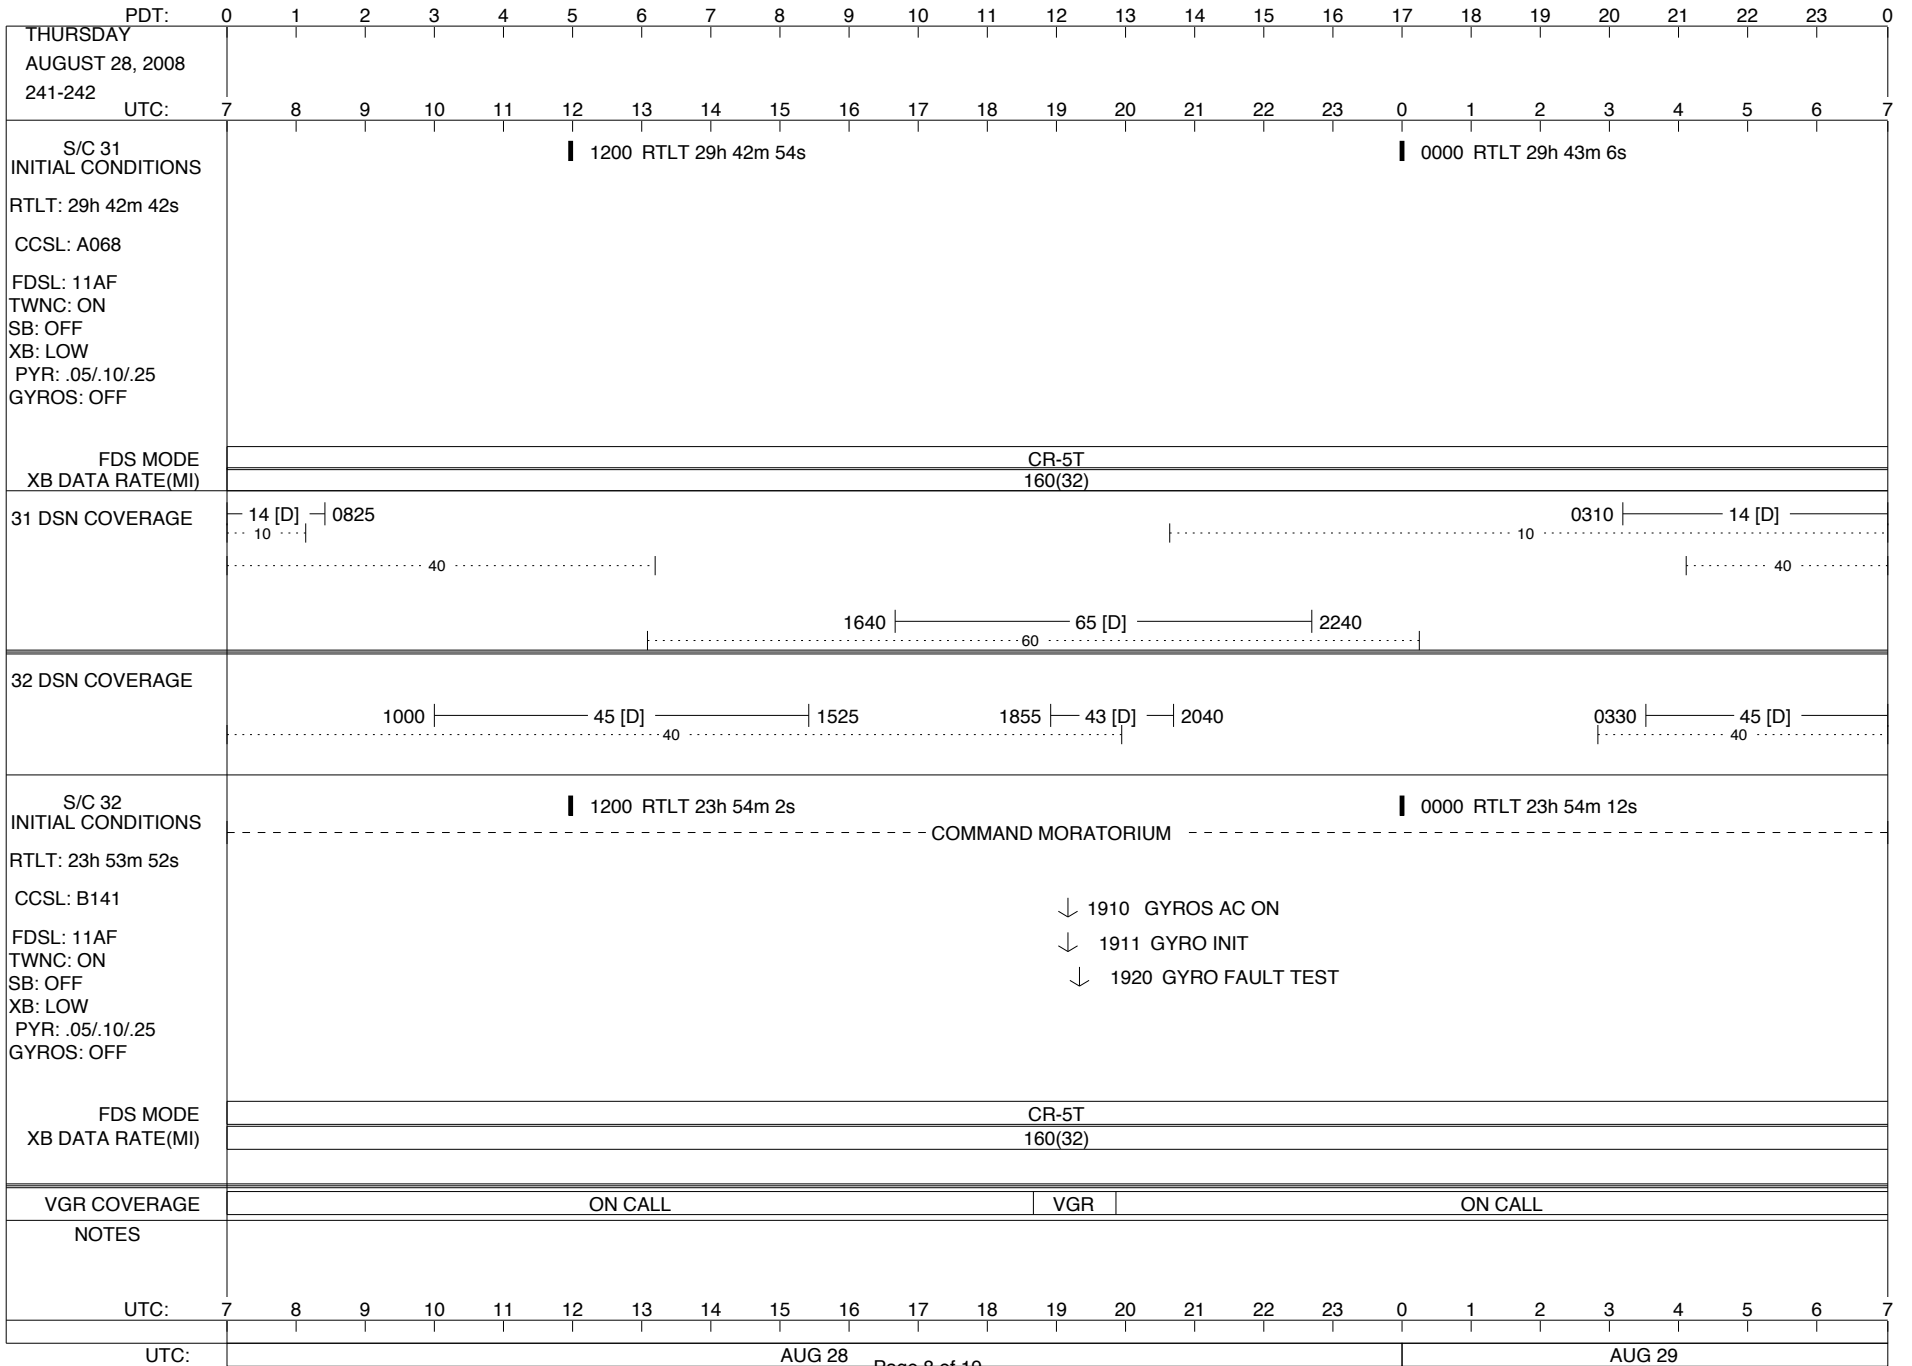 PDT: 0 1 2 3 4 5 6 7 8 9 10 11 12 13 14 15 16 17 18 19 20 21 22 23 0
THURSDAY
AUGUST 28, 2008
241-242
UTC: 7 8 9 10 11 12 13 14 15 16 17 18 19 20 21 22 23 0 1 2 3 4 5 6 7
S/C 31
INITIAL CONDITIONS
1200 RTLT 29h 42m 54s
0000 RTLT 29h 43m 6s
RTLT: 29h 42m 42s
CCSL: A068
FDSL: 11AF
TWNC: ON
SB: OFF
XB: LOW
PYR: .05/.10/.25
GYROS: OFF
FDS MODE CR-5T
XB DATA RATE(MI) 160(32)
31 DSN COVERAGE
14 [D] 0825
0310 14 [D]
10
10
40
40
1640 65 [D] 2240
60
32 DSN COVERAGE
1000 45 [D] 1525
1855 43 [D] 2040
0330 45 [D]
40
40
S/C 32
INITIAL CONDITIONS
1200 RTLT 23h 54m 2s
0000 RTLT 23h 54m 12s
COMMAND MORATORIUM
RTLT: 23h 53m 52s
CCSL: B141
1910 GYROS AC ON
FDSL: 11AF
1911 GYRO INIT
TWNC: ON
1920 GYRO FAULT TEST
SB: OFF
XB: LOW
PYR: .05/.10/.25
GYROS: OFF
FDS MODE CR-5T
XB DATA RATE(MI) 160(32)
VGR COVERAGE ON CALL VGR ON CALL
NOTES
UTC: 7 8 9 10 11 12 13 14 15 16 17 18 19 20 21 22 23 0 1 2 3 4 5 6 7
UTC: AUG 28 AUG 29
Page 8 of 19